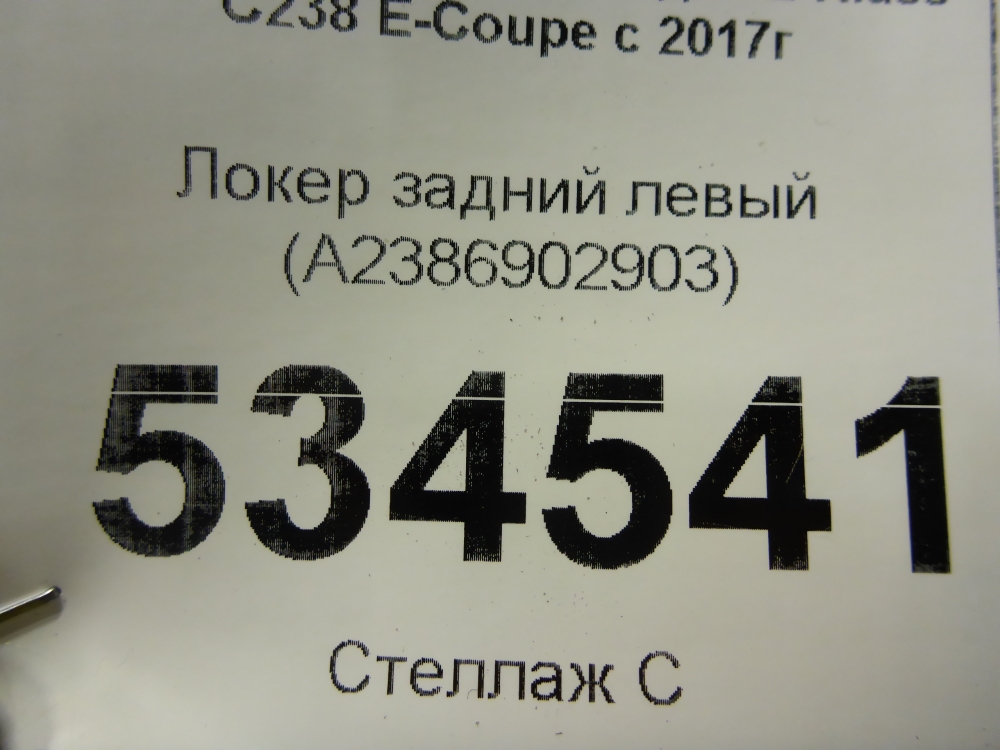 C238 E-Coupe с 2017г
Локер задний левый
(A2386902903)
534541
Стеллаж С